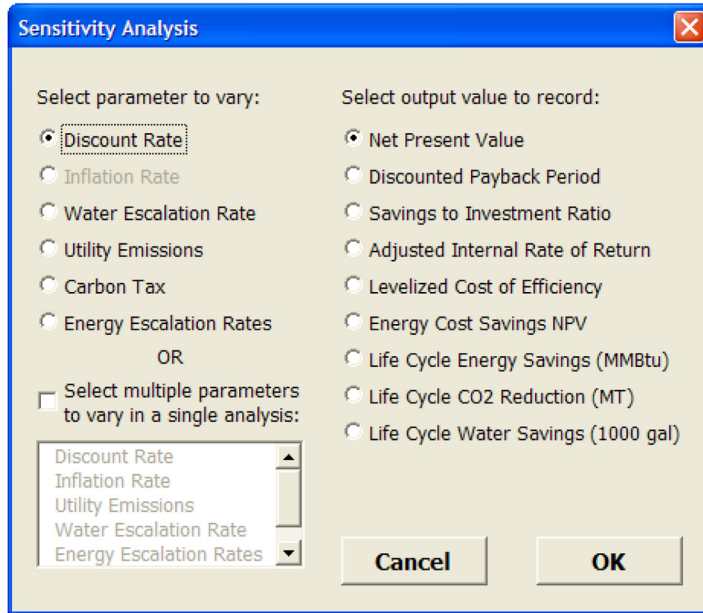 Sensitivity Analysis
Select parameter to vary:
Discount Rate
Inflation Rate
Water Escalation Rate
Utility Emissions
Carbon Tax
Energy Escalation Rates
OR
Select multiple parameters
to vary in a single analysis:
Discount Rate
Inflation Rate
Utility Emissions
Water Escalation Rate
Energy Escalation Rates
Select output value to record:
Net Present Value
Discounted Payback Period
Savings to Investment Ratio
Adjusted Internal Rate of Return
Levelized Cost of Efficiency
Energy Cost Savings NPV
Life Cycle Energy Savings (MMBtu)
Life Cycle CO2 Reduction (MT)
Life Cycle Water Savings (1000 gal)
Cancel
OK